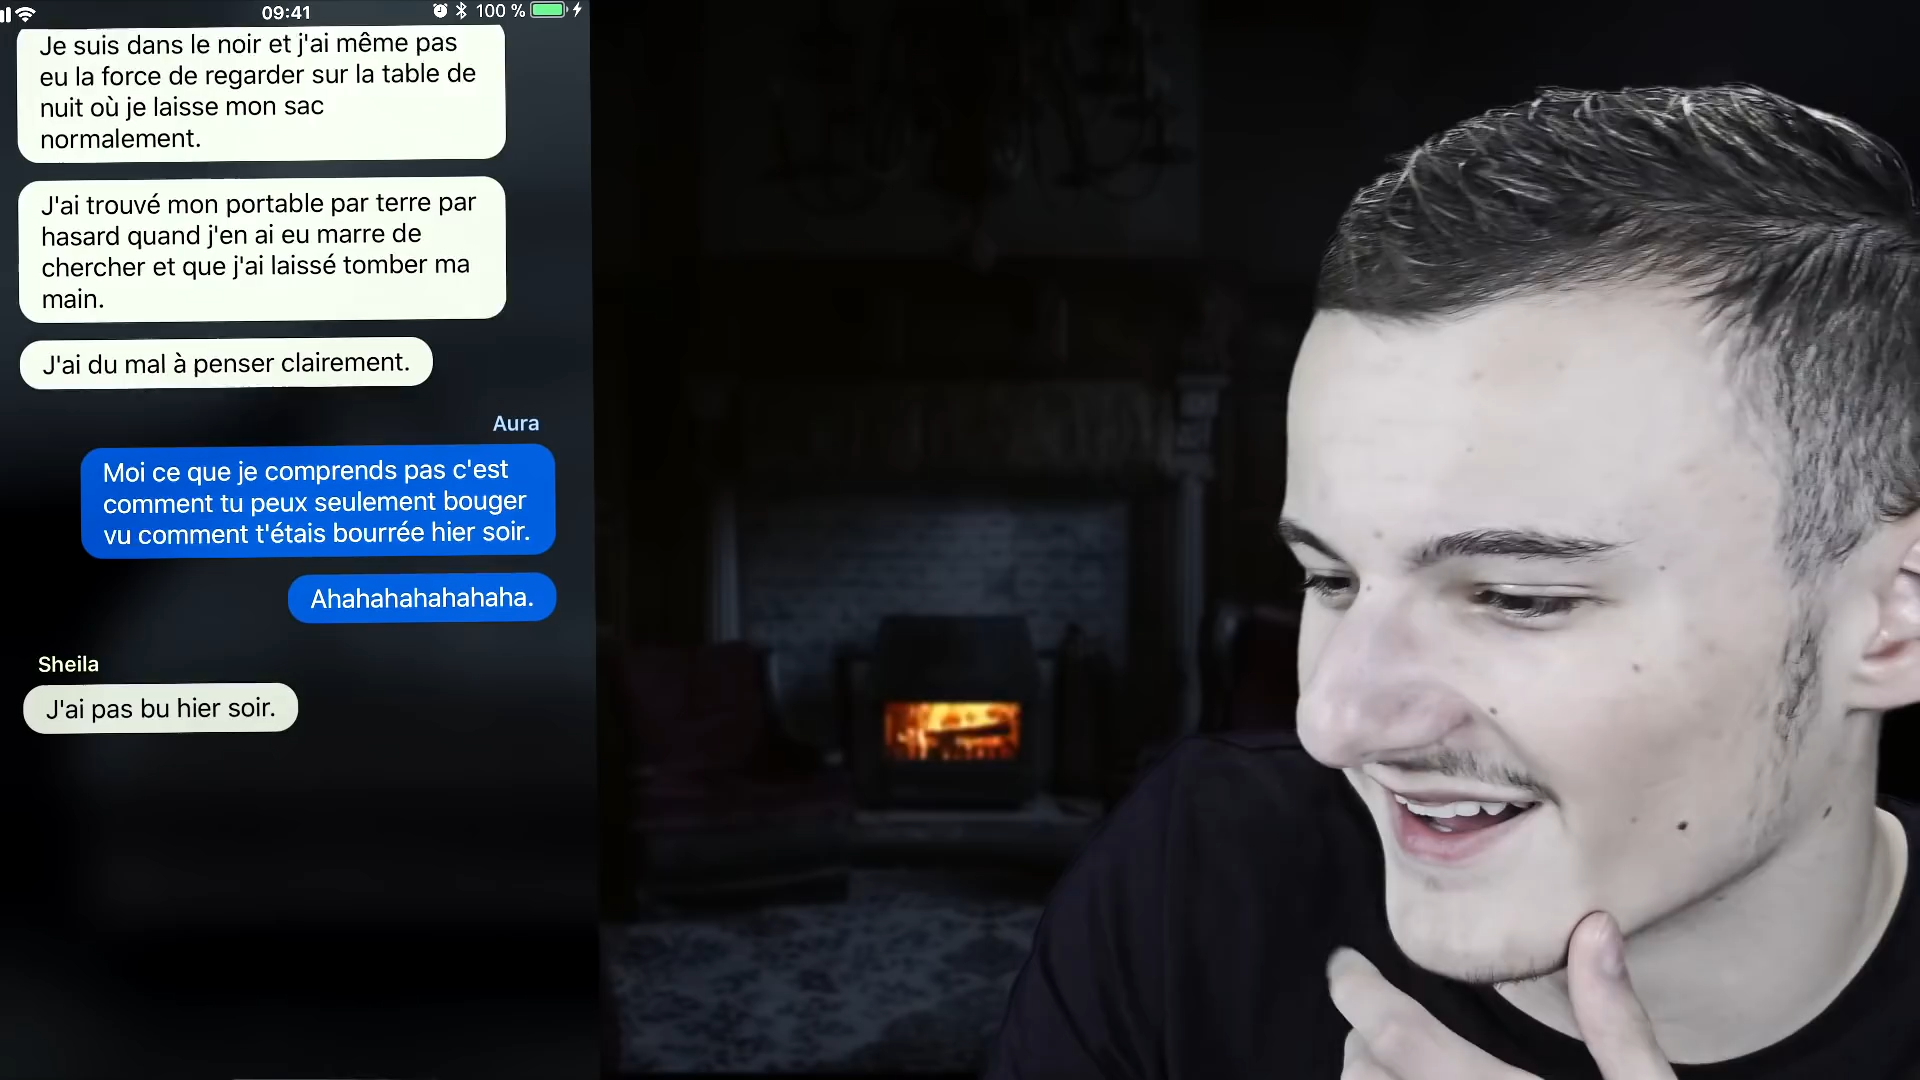 09:41
100 %
Je suis dans le noir et j'ai même pas
eu la force de regarder sur la table de
nuit où je laisse mon sac
normalement.
J'ai trouvé mon portable par terre par
hasard quand j'en ai eu marre de
chercher et que j'ai laissé tomber ma
main.
J'ai du mal à penser clairement.
Aura
Moi ce que je comprends pas c'est
comment tu peux seulement bouger
vu comment t'étais bourrée hier soir.
Ahahahahahahaha.
Sheila
J'ai pas bu hier soir.